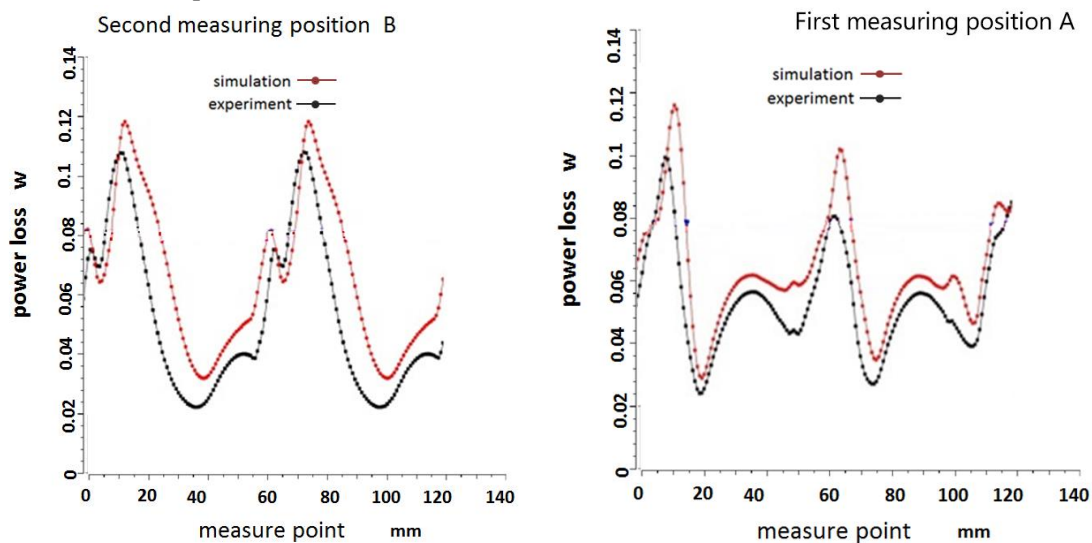 Second measuring position B
0.14
0.12
0.1
0.08
0.06
0.04
0.02
0
power loss w
simulation
experiment
0 20 40 60 80 100 120 140
measure point mm
First measuring position A
0.14
0.12
0.1
0.08
0.06
0.04
0.02
0
power loss w
simulation
experiment
0 20 40 60 80 100 120 140
measure point mm